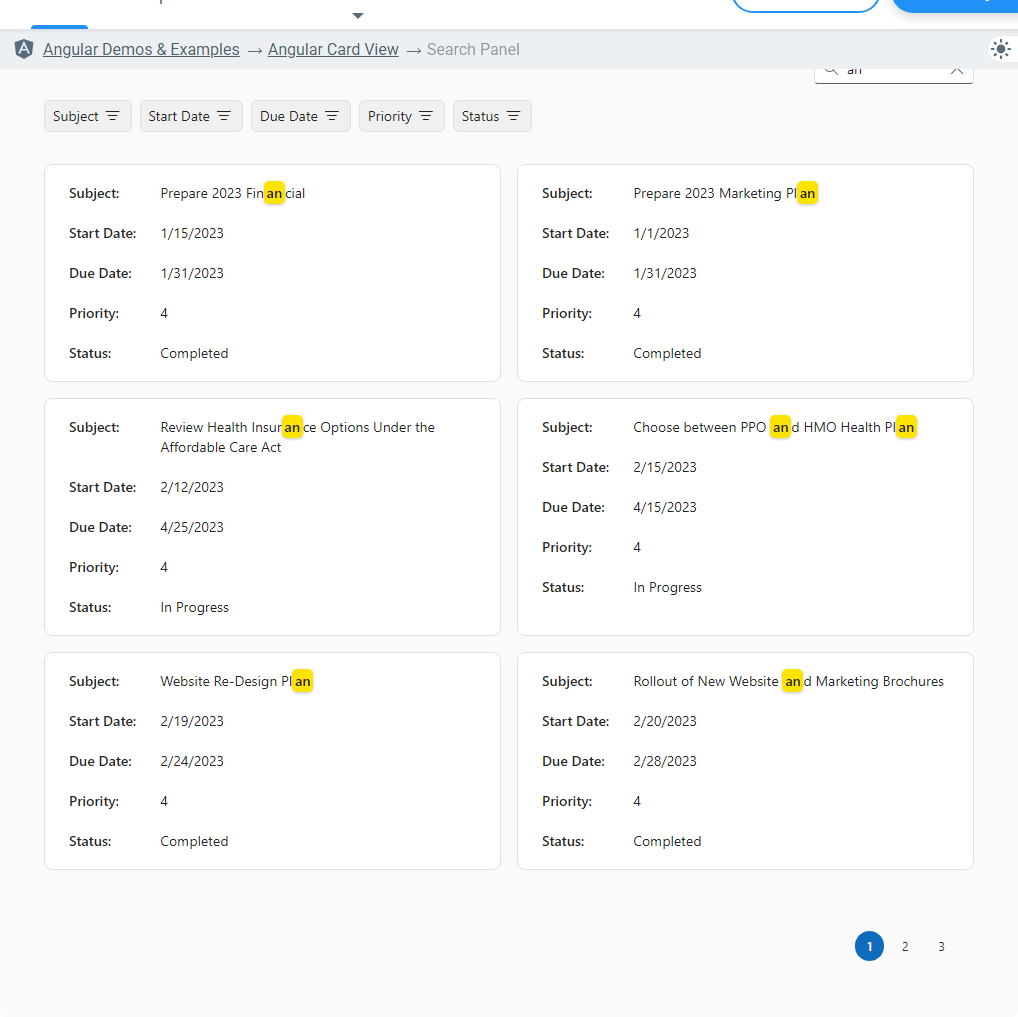 Angular Demos & Examples → Angular Card View → Search Panel
an
Subject Start Date Due Date Priority Status
Subject: Prepare 2023 Financial
Start Date: 1/15/2023
Due Date: 1/31/2023
Priority: 4
Status: Completed
Subject: Prepare 2023 Marketing Plan
Start Date: 1/1/2023
Due Date: 1/31/2023
Priority: 4
Status: Completed
Subject: Review Health Insurance Options Under the
Affordable Care Act
Start Date: 2/12/2023
Due Date: 4/25/2023
Priority: 4
Status: In Progress
Subject: Choose between PPO and HMO Health Plan
Start Date: 2/15/2023
Due Date: 4/15/2023
Priority: 4
Status: In Progress
Subject: Website Re-Design Plan
Start Date: 2/19/2023
Due Date: 2/24/2023
Priority: 4
Status: Completed
Subject: Rollout of New Website and Marketing Brochures
Start Date: 2/20/2023
Due Date: 2/28/2023
Priority: 4
Status: Completed
1 2 3